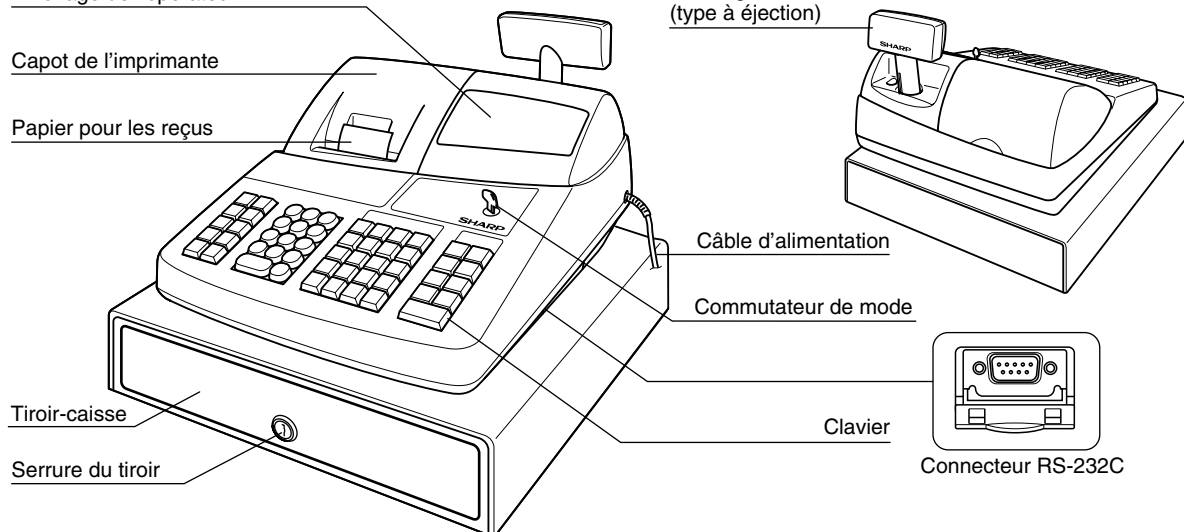 (type à éjection)
Capot de l'imprimante
Papier pour les reçus
SHARP
SHARP
Câble d'alimentation
Commutateur de mode
Tiroir-caisse
Clavier
Serrure du tiroir
Connecteur RS-232C